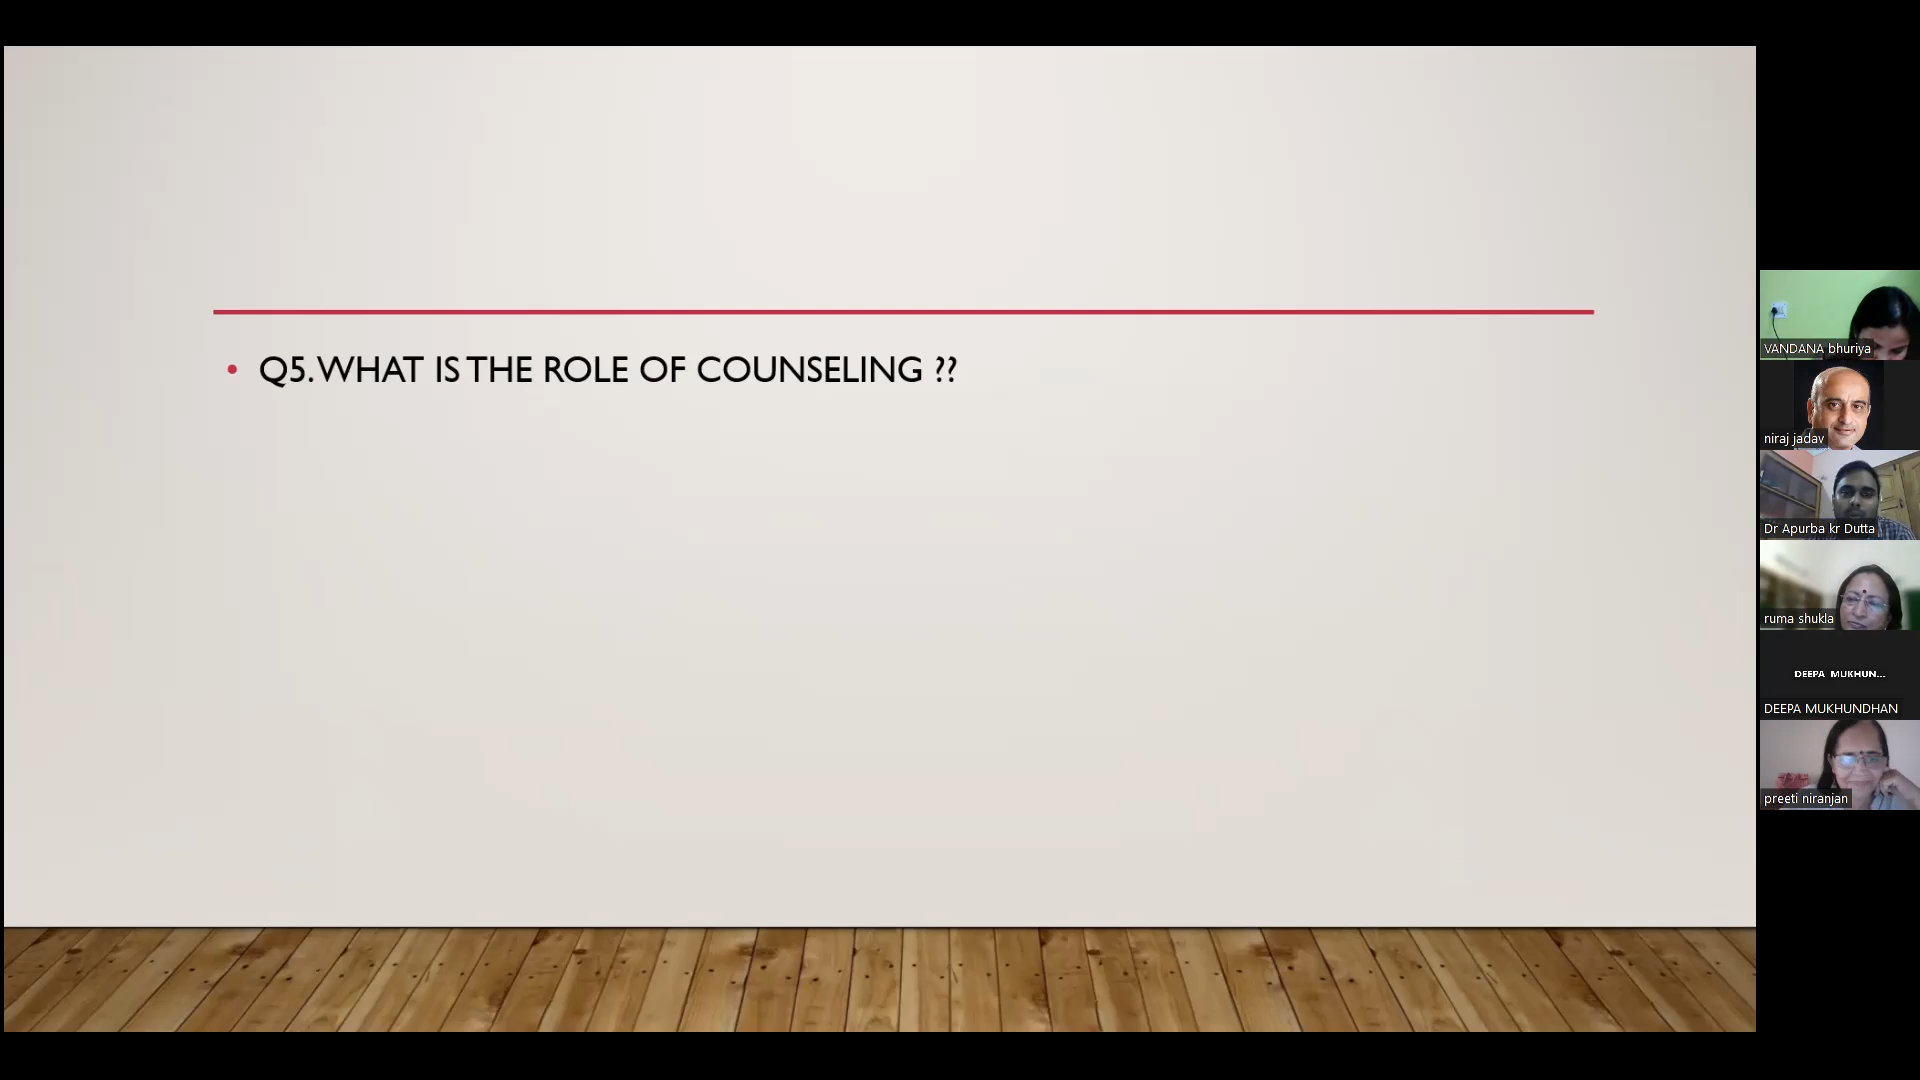 • Q5. WHAT IS THE ROLE OF COUNSELING ??
VANDANA bhuriya
niraj jadav
Dr Apurba kr Dutta
ruma shukla
DEEPA MUKHUN...
DEEPA MUKHUNDHAN
preeti niranjan